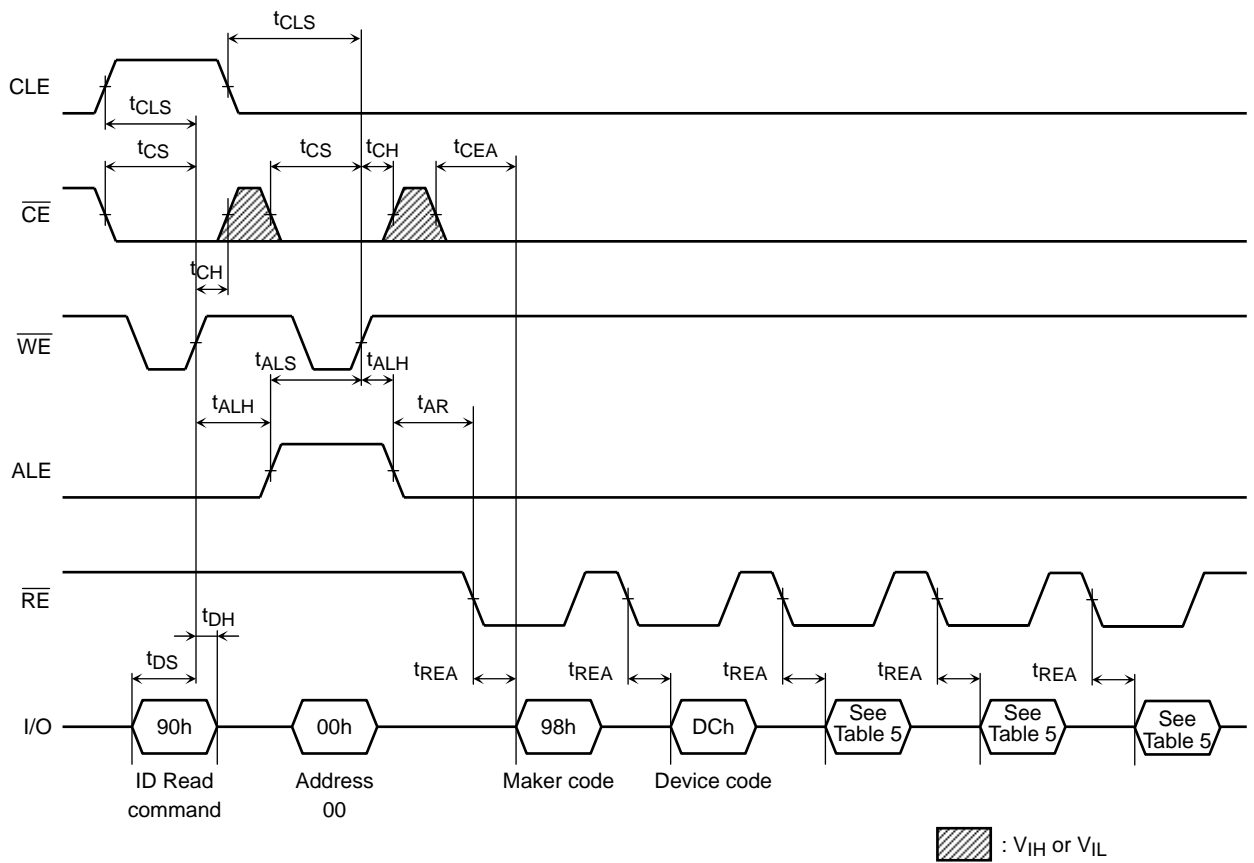 tCLS
CLE
tCLS
tCS
tCS
tCH
tCEA
CE
tCH
WE
tALS
tALH
tALH
tAR
ALE
RE
tDH
tDS
tREA
tREA
tREA
tREA
tREA
I/O
90h
00h
98h
DCh
See
Table 5
See
Table 5
See
Table 5
ID Read
command
Address
00
Maker code
Device code
: VIH or VIL